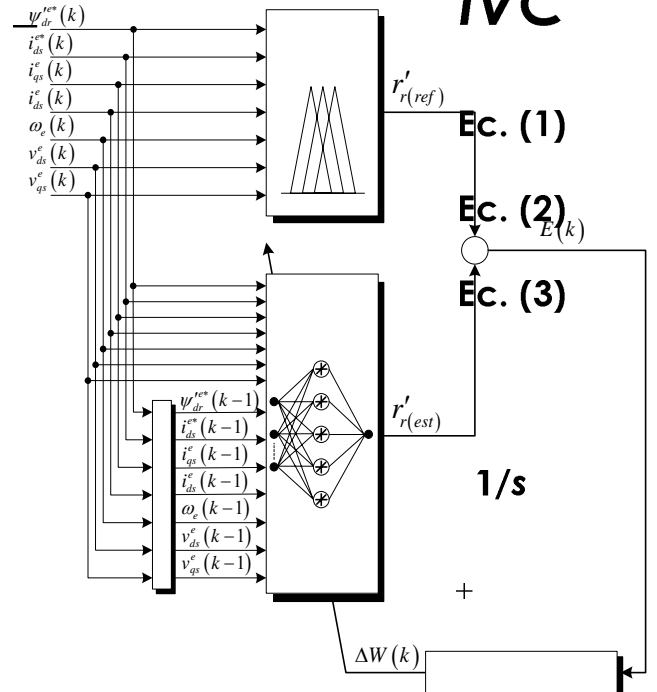 IVC
ψ′ᵉ*dr(k)
iᵉ*ds(k)
iᵉqs(k)
iᵉds(k)
ωe(k)
vᵉds(k)
vᵉqs(k)
r′r(ref)
Ec. (1)
Ec. (2)
E(k)
Ec. (3)
ψ′ᵉ*dr(k−1)
iᵉ*ds(k−1)
iᵉqs(k−1)
iᵉds(k−1)
ωe(k−1)
vᵉds(k−1)
vᵉqs(k−1)
r′r(est)
1/s
+
ΔW(k)